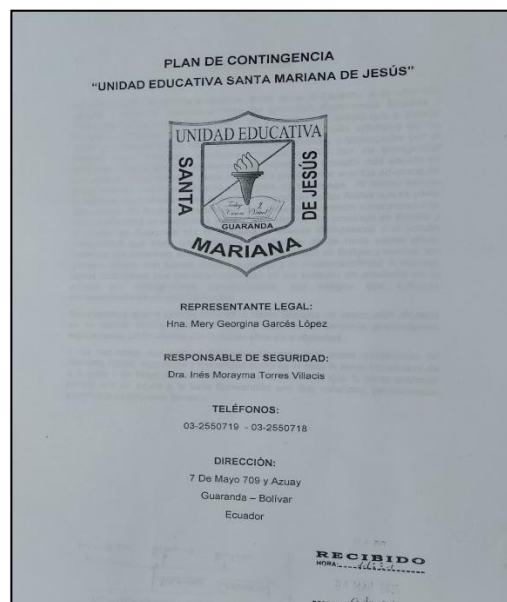 PLAN DE CONTINGENCIA
"UNIDAD EDUCATIVA SANTA MARIANA DE JESÚS"
UNIDAD EDUCATIVA
SANTA
DE JESÚS
GUARANDA
MARIANA
REPRESENTANTE LEGAL:
Hna. Mery Georgina Garcés López
RESPONSABLE DE SEGURIDAD:
Dra. Inés Morayma Torres Villacis
TELÉFONOS:
03-2550719 - 03-2550718
DIRECCIÓN:
7 De Mayo 709 y Azuay
Guaranda – Bolívar
Ecuador
RECIBIDO
HORA: